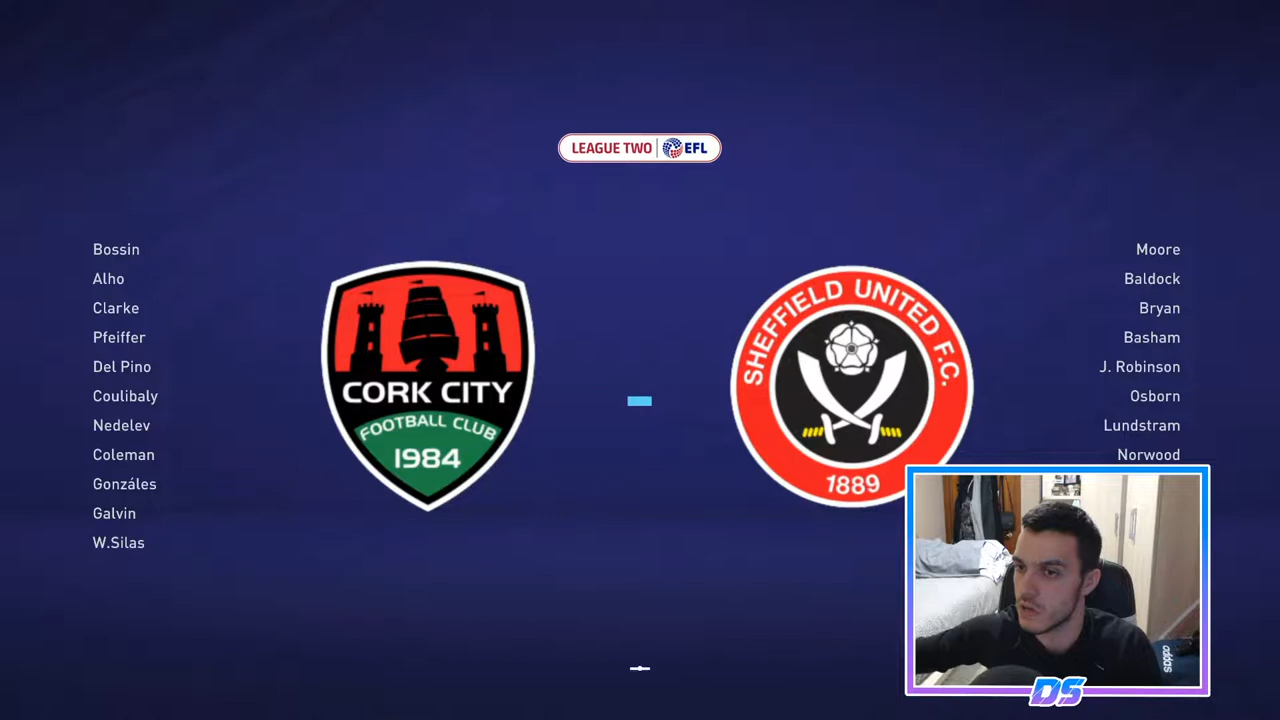 LEAGUE TWO EFL
Bossin
Alho
Clarke
Pfeiffer
Del Pino
Coulibaly
Nedelev
Coleman
Gonzáles
Galvin
W.Silas
CORK CITY
FOOTBALL CLUB
1984
SHEFFIELD UNITED F.C.
1889
Moore
Baldock
Bryan
Basham
J. Robinson
Osborn
Lundstram
Norwood
adidas
DS